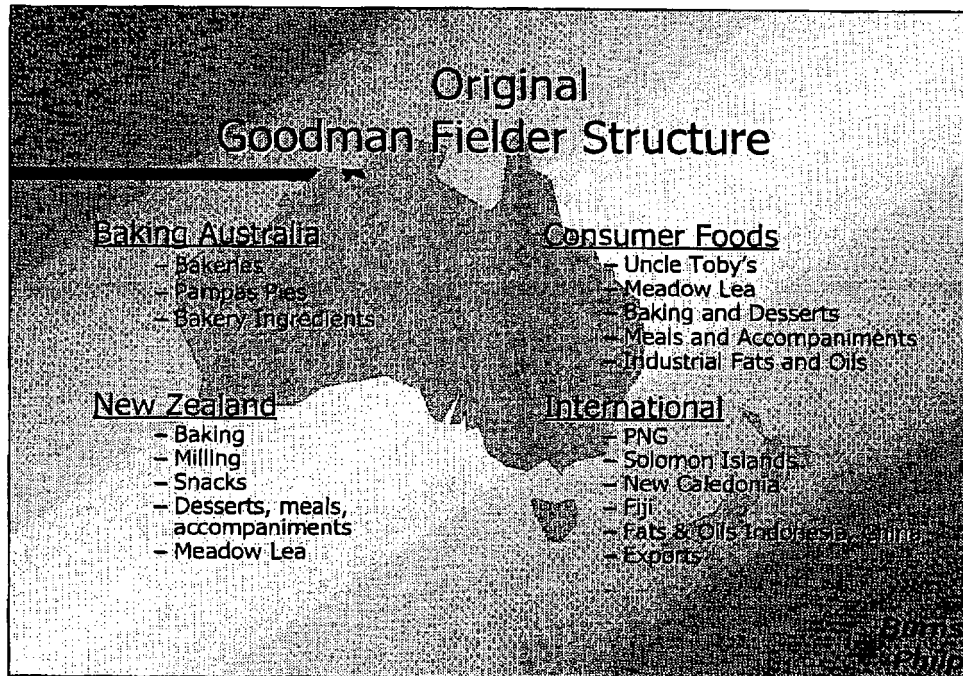 Original
Goodman Fielder Structure
Baking Australia
– Bakeries
– Pampas Pies
– Bakery Ingredients
Consumer Foods
– Uncle Toby's
– Meadow Lea
– Baking and Desserts
– Meals and Accompaniments
– Industrial Fats and Oils
New Zealand
– Baking
– Milling
– Snacks
– Desserts, meals,
accompaniments
– Meadow Lea
International
– PNG
– Solomon Islands
– New Caledonia
– Fiji
– Fats & Oils Indonesia, China
– Exports
Burns
Philp